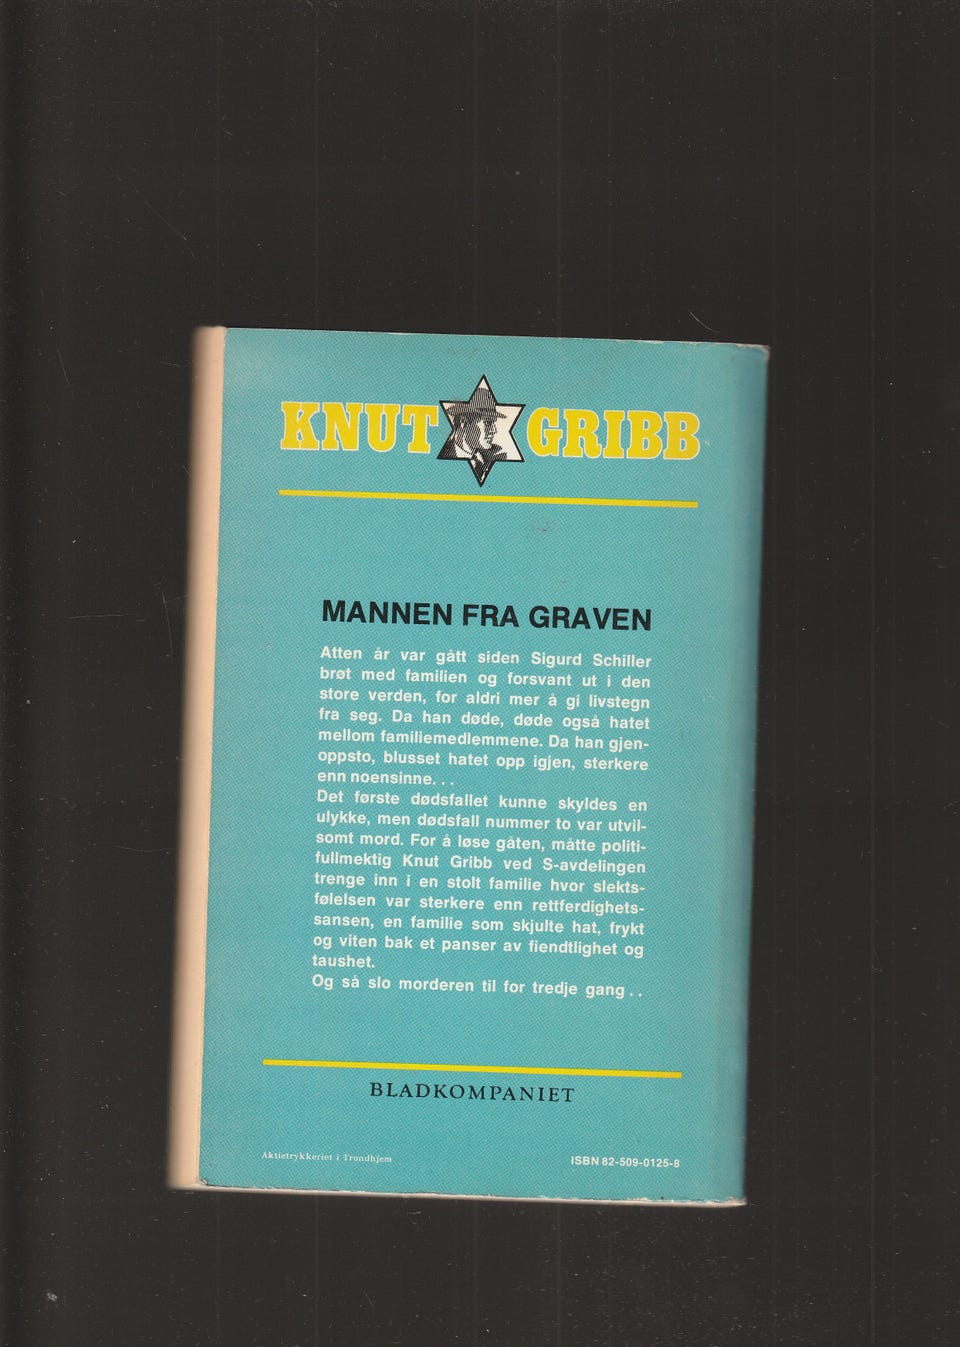 KNUT GRIBB
MANNEN FRA GRAVEN
Atten år var gått siden Sigurd Schiller
brøt med familien og forsvant ut i den
store verden, for aldri mer å gi livstegn
fra seg. Da han døde, døde også hatet
mellom familiemedlemmene. Da han gjen-
oppsto, blusset hatet opp igjen, sterkere
enn noensinne...
Det første dødsfallet kunne skyldes en
ulykke, men dødsfall nummer to var utvil-
somt mord. For å løse gåten, måtte politi-
fullmektig Knut Gribb ved S-avdelingen
trenge inn i en stolt familie hvor slekts-
følelsen var sterkere enn rettferdighets-
sansen, en familie som skjulte hat, frykt
og viten bak et panser av fiendtlighet og
taushet.
Og så slo morderen til for tredje gang..
BLADKOMPANIET
Aktietrykkeriet i Trondhjem
ISBN 82-509-0125-8